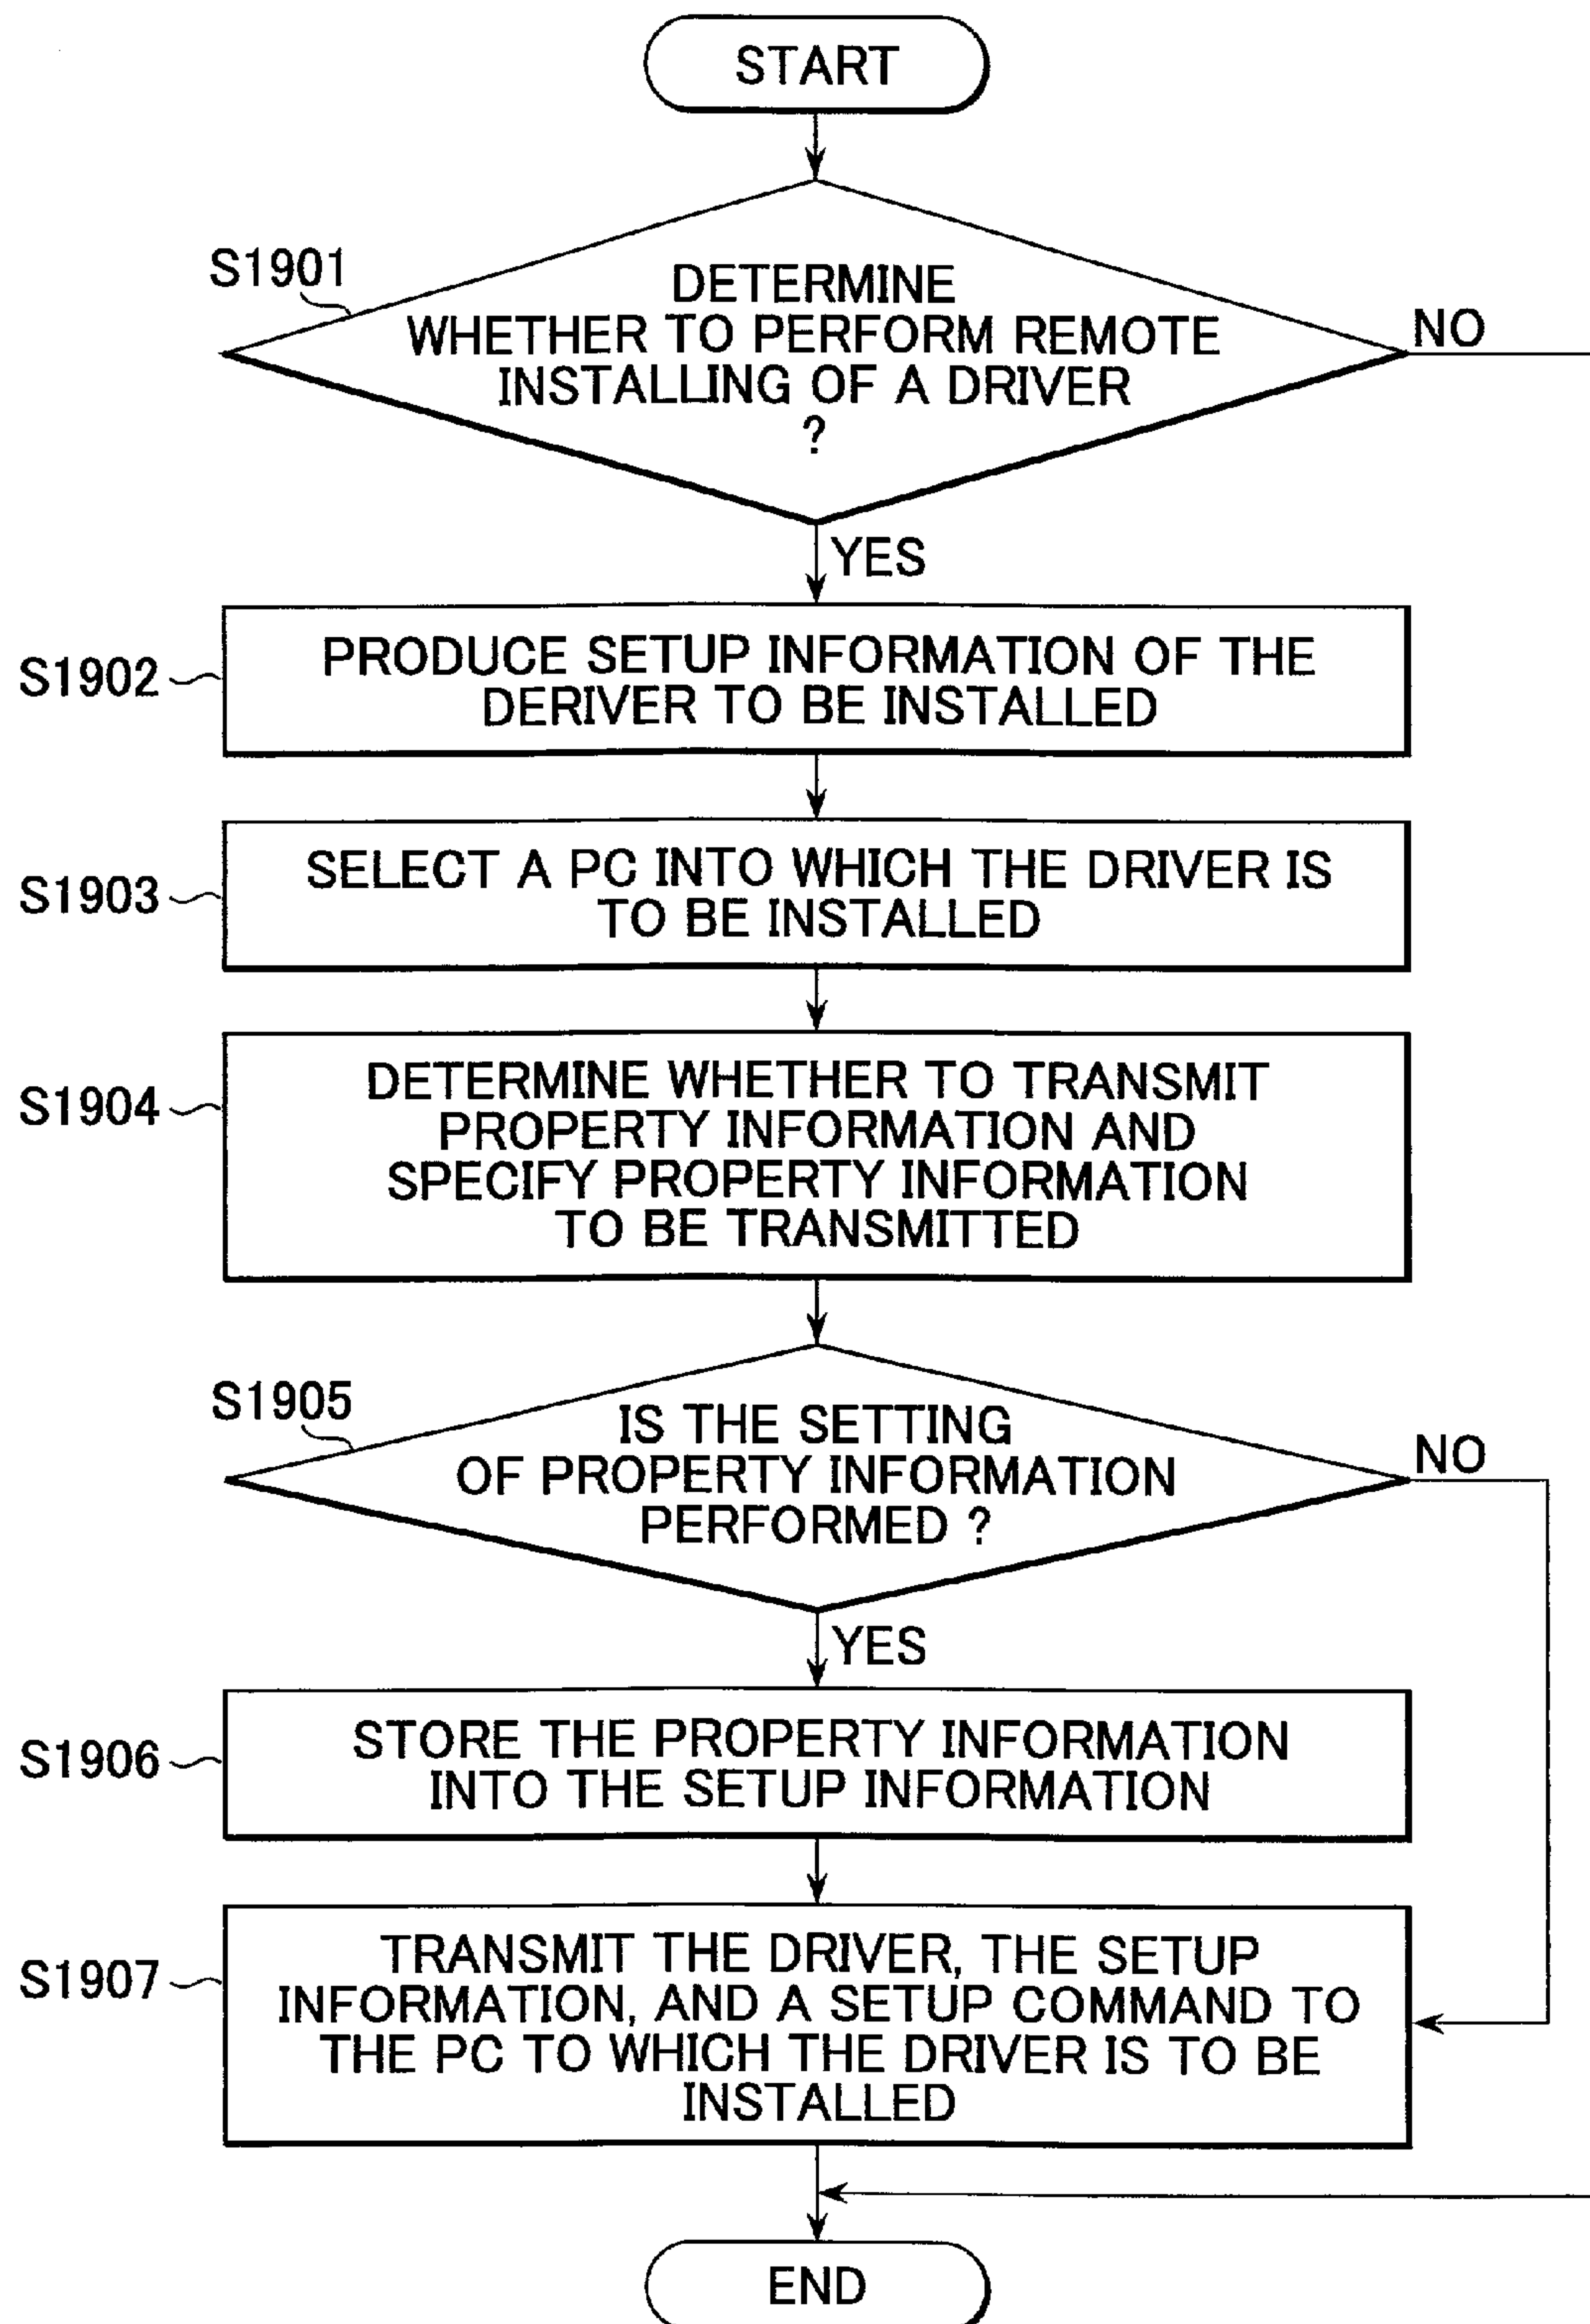 START
S1901
DETERMINE
WHETHER TO PERFORM REMOTE
INSTALLING OF A DRIVER
?
NO
YES
S1902
PRODUCE SETUP INFORMATION OF THE
DERIVER TO BE INSTALLED
S1903
SELECT A PC INTO WHICH THE DRIVER IS
TO BE INSTALLED
S1904
DETERMINE WHETHER TO TRANSMIT
PROPERTY INFORMATION AND
SPECIFY PROPERTY INFORMATION
TO BE TRANSMITTED
S1905
IS THE SETTING
OF PROPERTY INFORMATION
PERFORMED ?
NO
YES
S1906
STORE THE PROPERTY INFORMATION
INTO THE SETUP INFORMATION
S1907
TRANSMIT THE DRIVER, THE SETUP
INFORMATION, AND A SETUP COMMAND TO
THE PC TO WHICH THE DRIVER IS TO BE
INSTALLED
END